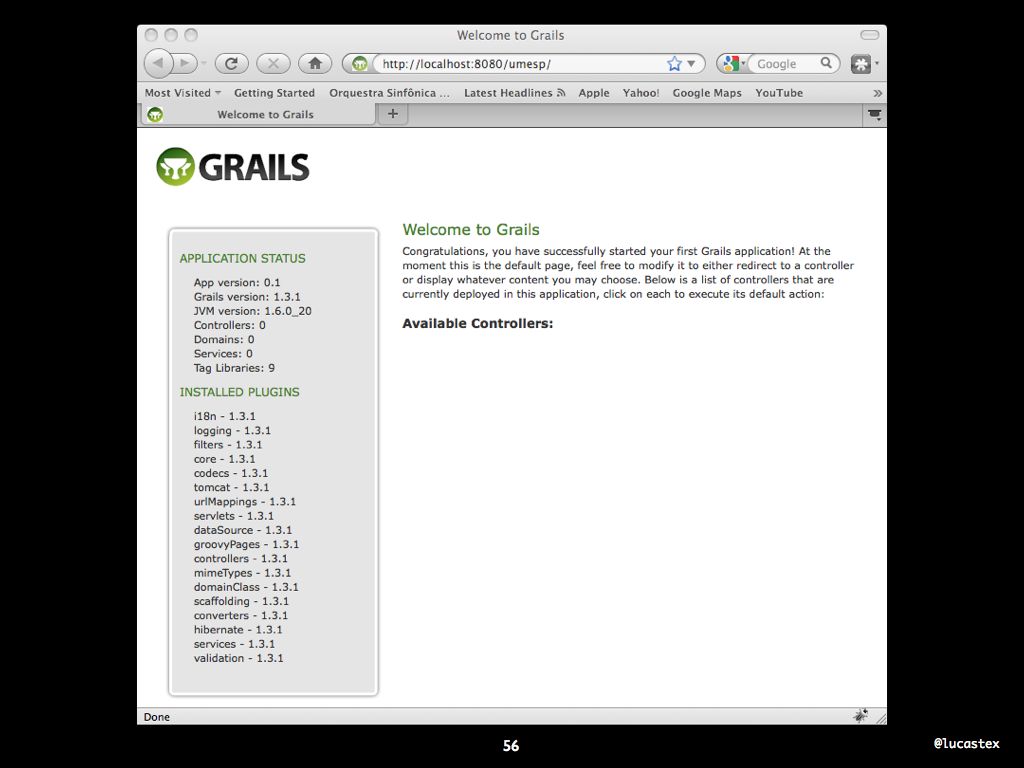 Welcome to Grails
http://localhost:8080/umesp/
Google
Most Visited Getting Started Orquestra Sinfônica ... Latest Headlines Apple Yahoo! Google Maps YouTube »
Welcome to Grails +
GRAILS
APPLICATION STATUS
App version: 0.1
Grails version: 1.3.1
JVM version: 1.6.0_20
Controllers: 0
Domains: 0
Services: 0
Tag Libraries: 9
INSTALLED PLUGINS
i18n - 1.3.1
logging - 1.3.1
filters - 1.3.1
core - 1.3.1
codecs - 1.3.1
tomcat - 1.3.1
urlMappings - 1.3.1
servlets - 1.3.1
dataSource - 1.3.1
groovyPages - 1.3.1
controllers - 1.3.1
mimeTypes - 1.3.1
domainClass - 1.3.1
scaffolding - 1.3.1
converters - 1.3.1
hibernate - 1.3.1
services - 1.3.1
validation - 1.3.1
Welcome to Grails
Congratulations, you have successfully started your first Grails application! At the
moment this is the default page, feel free to modify it to either redirect to a controller
or display whatever content you may choose. Below is a list of controllers that are
currently deployed in this application, click on each to execute its default action:
Available Controllers:
Done
56
@lucastex